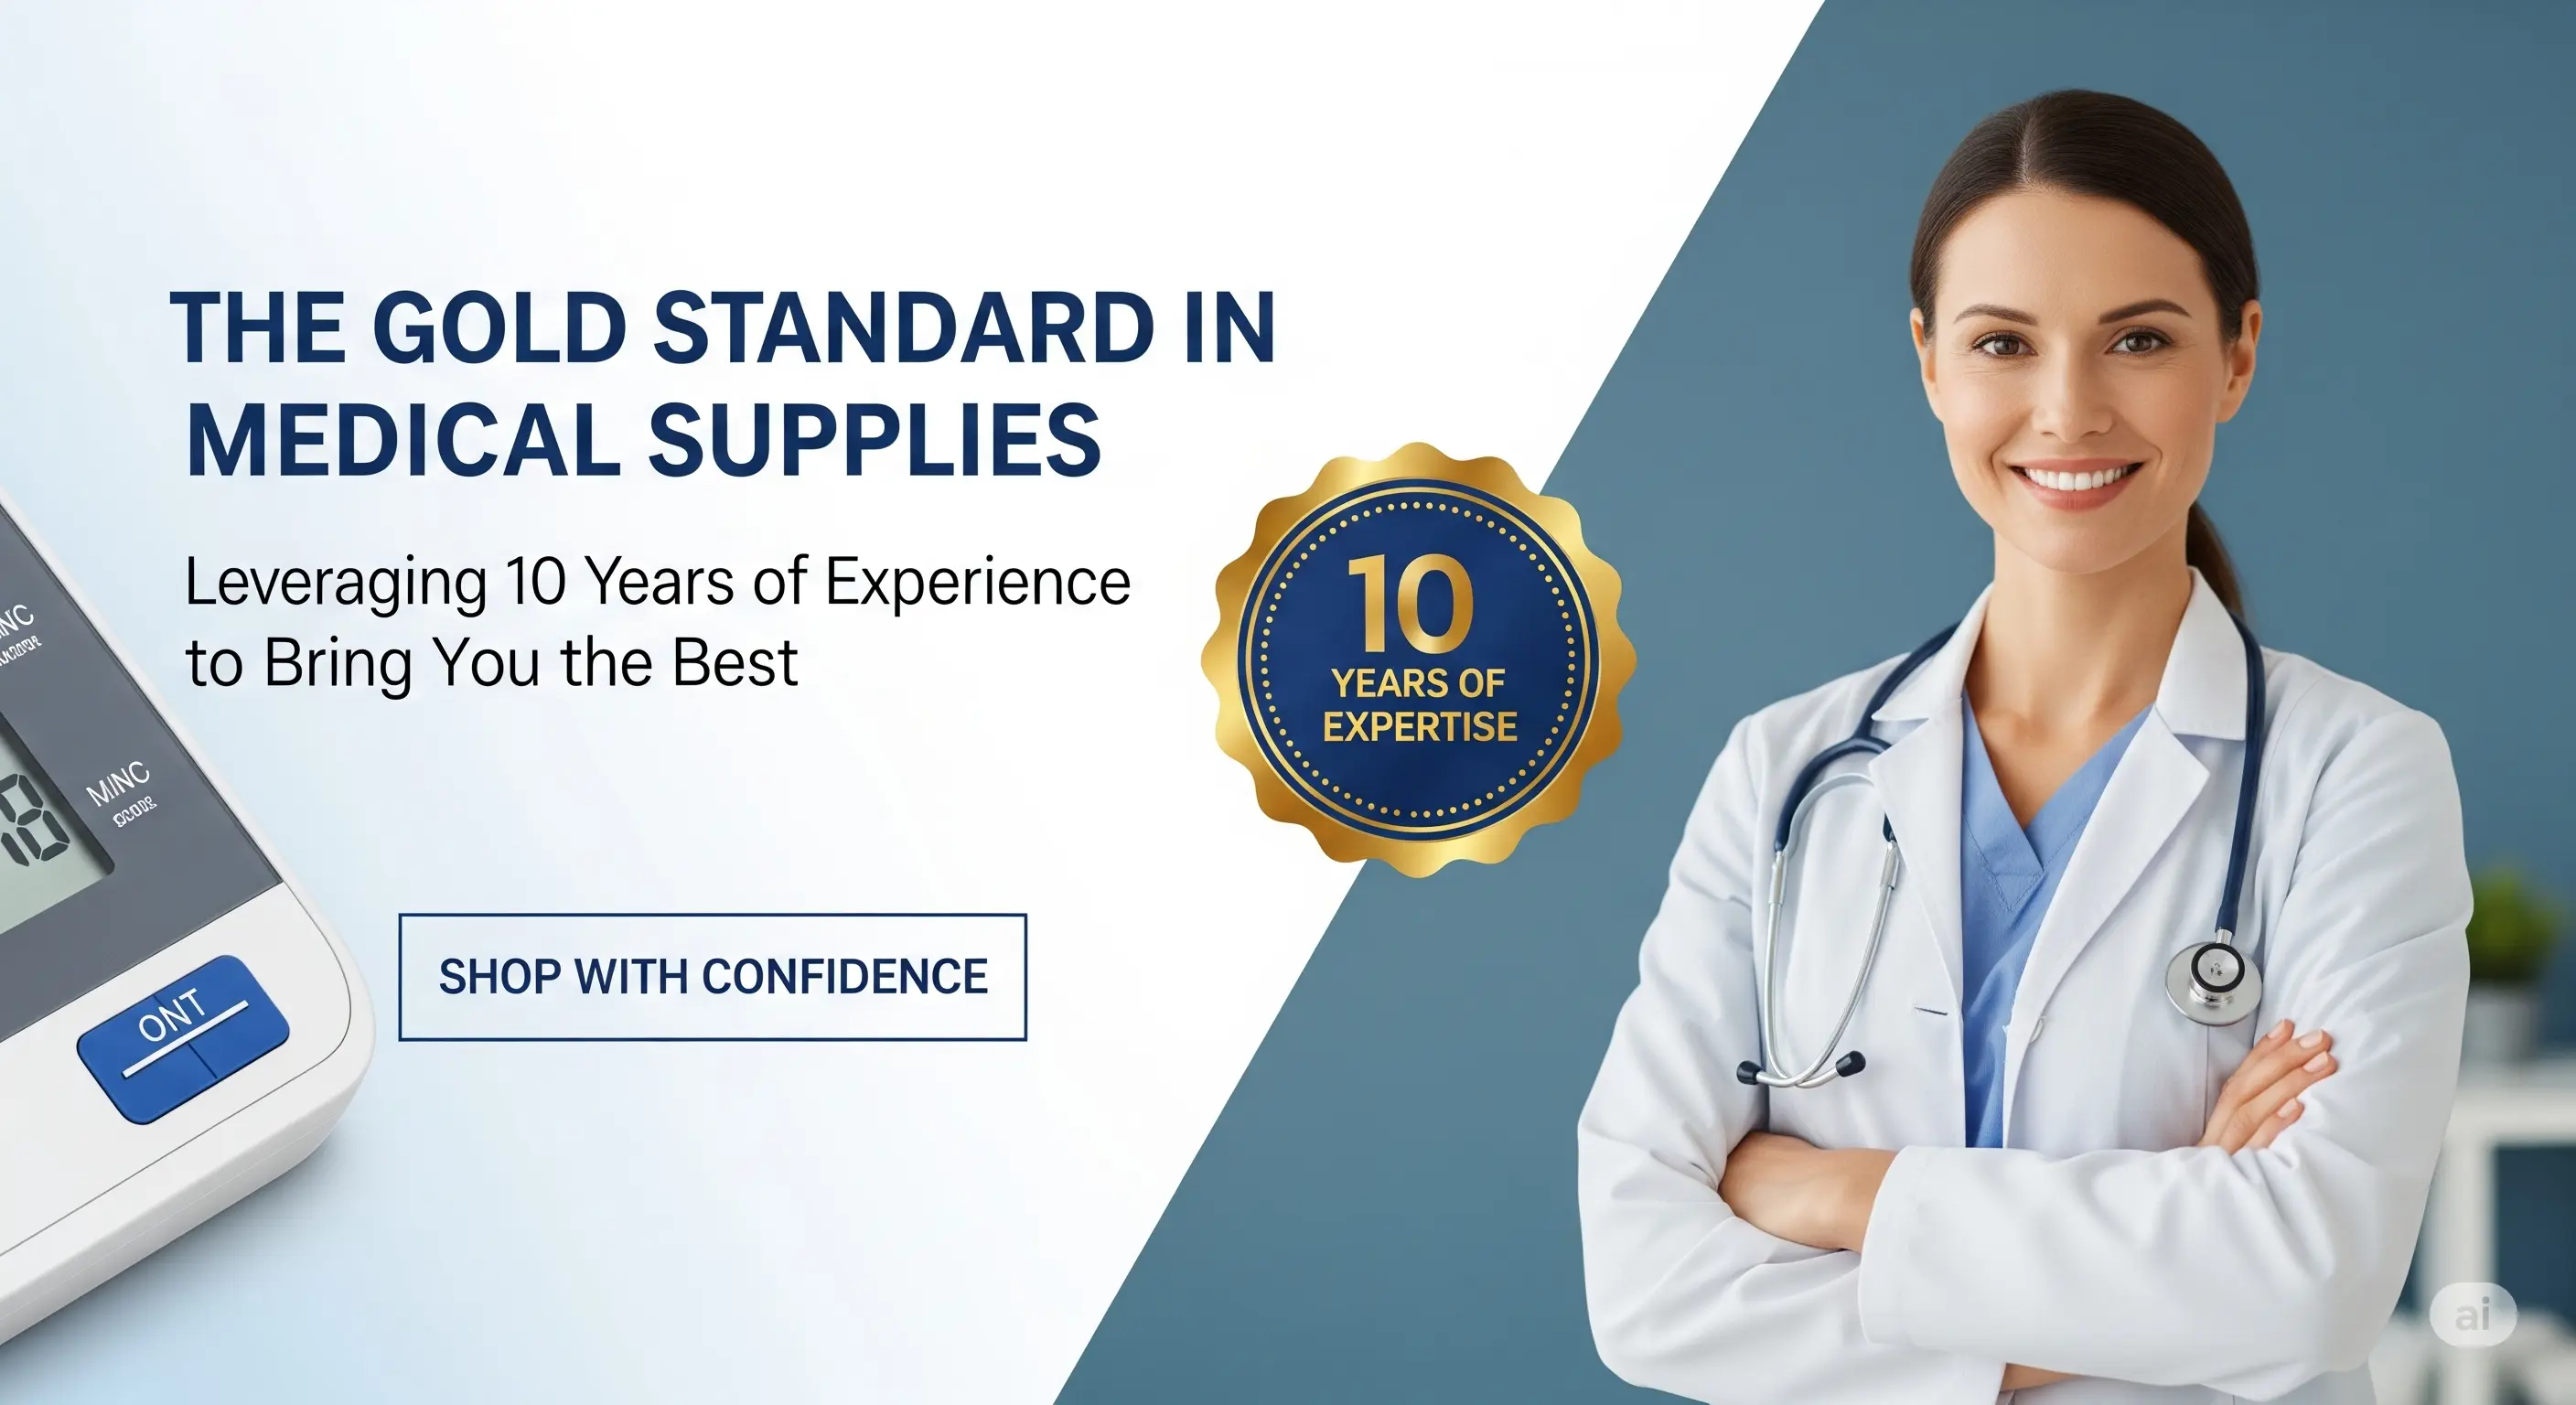 THE GOLD STANDARD IN
MEDICAL SUPPLIES
Leveraging 10 Years of Experience
to Bring You the Best
10
YEARS OF
EXPERTISE
MINC
18
ONT
SHOP WITH CONFIDENCE
ai